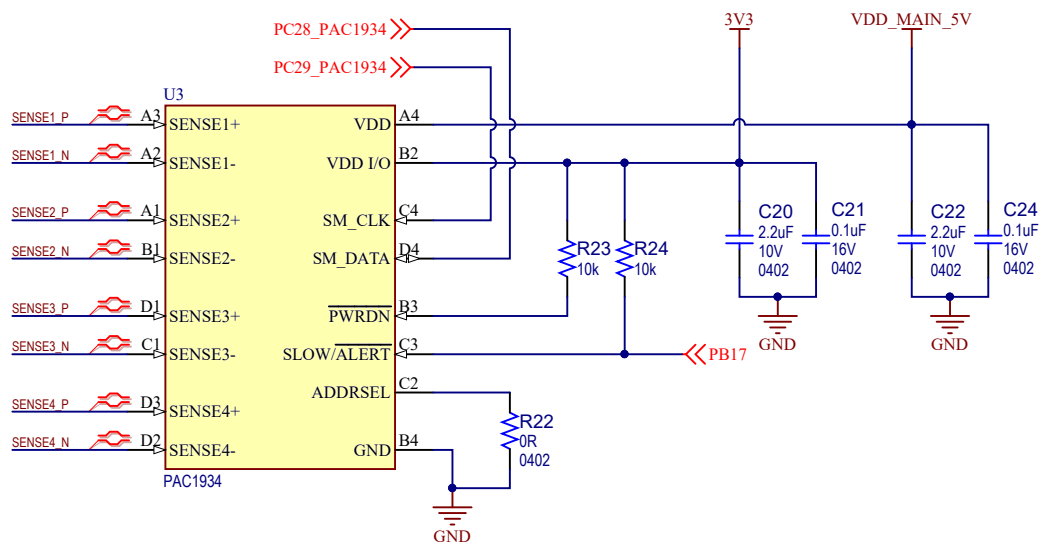 PC28_PAC1934
3V3
VDD_MAIN_5V
PC29_PAC1934
U3
SENSE1_P
A3
SENSE1+
VDD
A4
SENSE1_N
A2
SENSE1-
VDD I/O
B2
SENSE2_P
A1
SENSE2+
SM_CLK
C4
SENSE2_N
B1
SENSE2-
SM_DATA
D4
SENSE3_P
D1
SENSE3+
PWRDN
B3
SENSE3_N
C1
SENSE3-
SLOW/ALERT
C3
PB17
SENSE4_P
D3
SENSE4+
ADDRSEL
C2
SENSE4_N
D2
SENSE4-
GND
B4
PAC1934
R23
10k
R24
10k
R22
0R
0402
GND
C20
2.2uF
10V
0402
C21
0.1uF
16V
0402
GND
C22
2.2uF
10V
0402
C24
0.1uF
16V
0402
GND